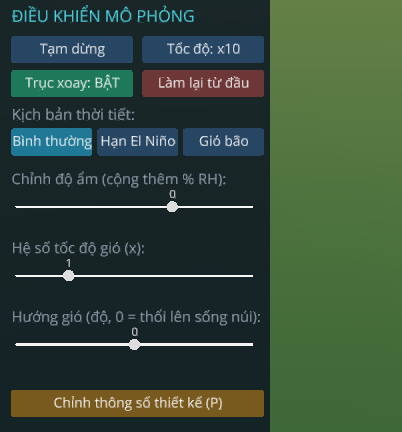 ĐIỀU KHIỂN MÔ PHỎNG
Tạm dừng
Tốc độ: x10
Trục xoay: BẬT
Làm lại từ đầu
Kịch bản thời tiết:
Bình thường
Hạn El Niño
Gió bão
Chỉnh độ ẩm (cộng thêm % RH):
0
Hệ số tốc độ gió (x):
1
Hướng gió (độ, 0 = thổi lên sống núi):
0
Chỉnh thông số thiết kế (P)